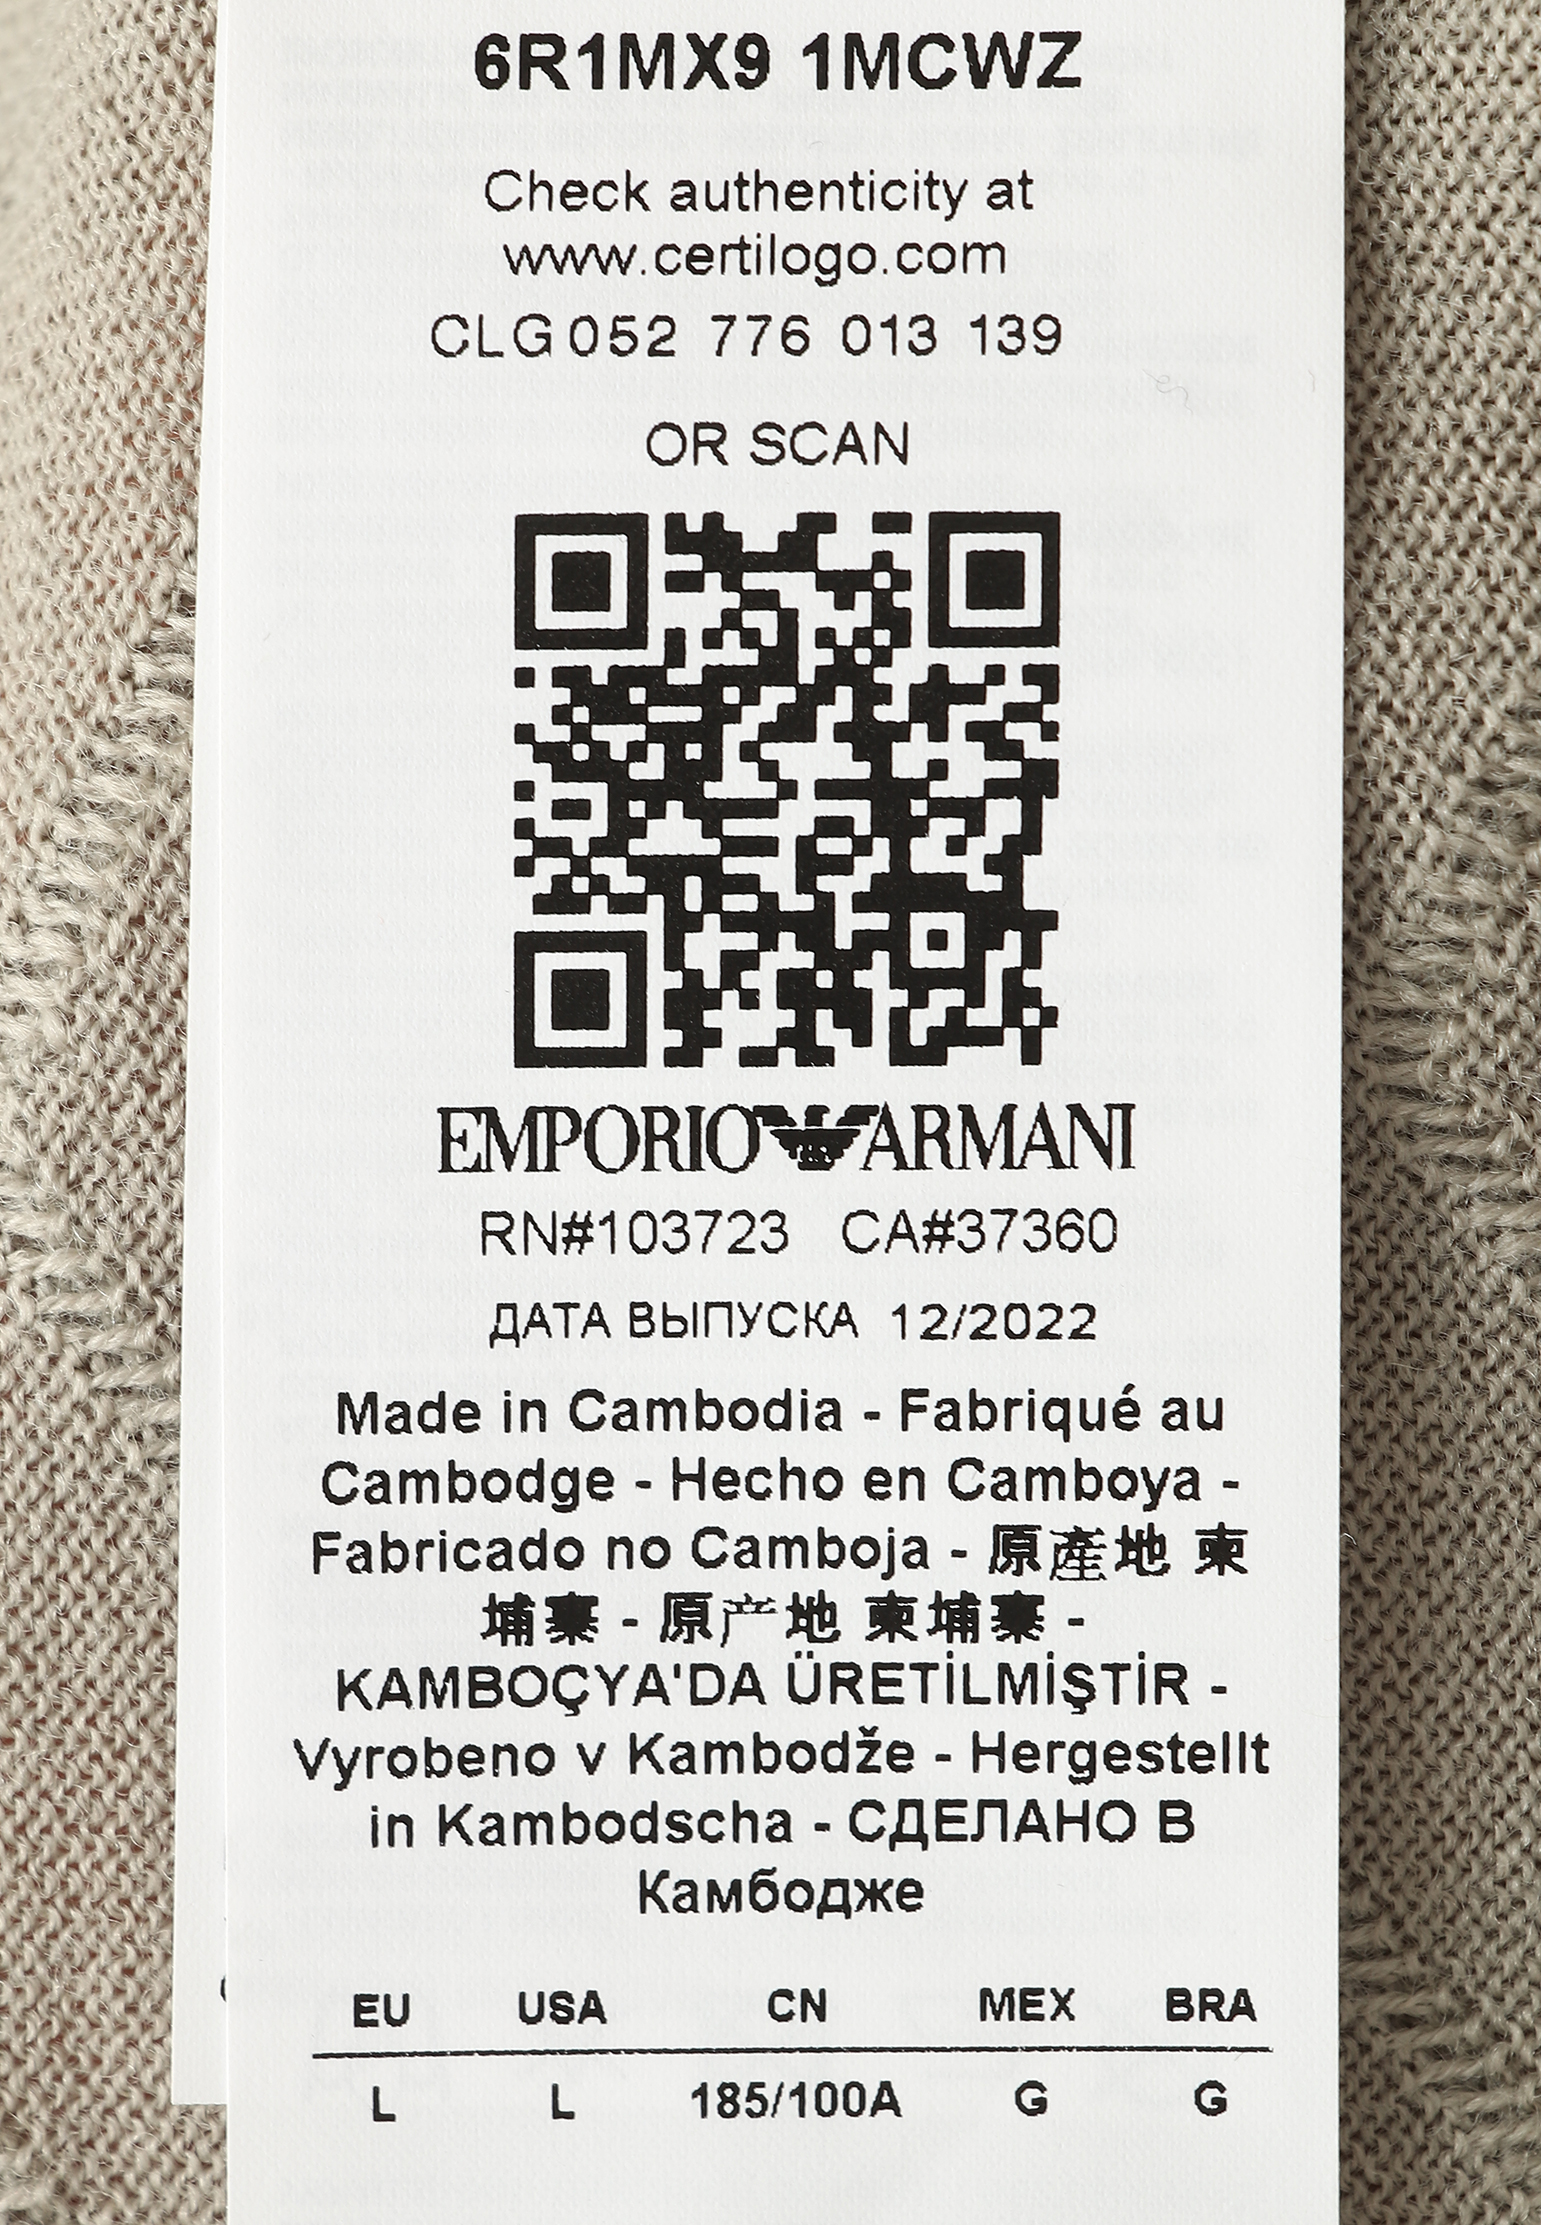 6R1MX9 1MCWZ
Check authenticity at
www.certilogo.com
CLG 052 776 013 139
OR SCAN
EMPORIO ARMANI
RN#103723 CA#37360
ДАТА ВЫПУСКА 12/2022
Made in Cambodia - Fabriqué au
Cambodge - Hecho en Camboya -
Fabricado no Camboja - 原產地 柬
埔寨 - 原产地 柬埔寨 -
KAMBOÇYA'DA ÜRETİLMİŞTİR -
Vyrobeno v Kambodže - Hergestellt
in Kambodscha - СДЕЛАНО В
Камбодже
EU USA CN MEX BRA
L L 185/100A G G